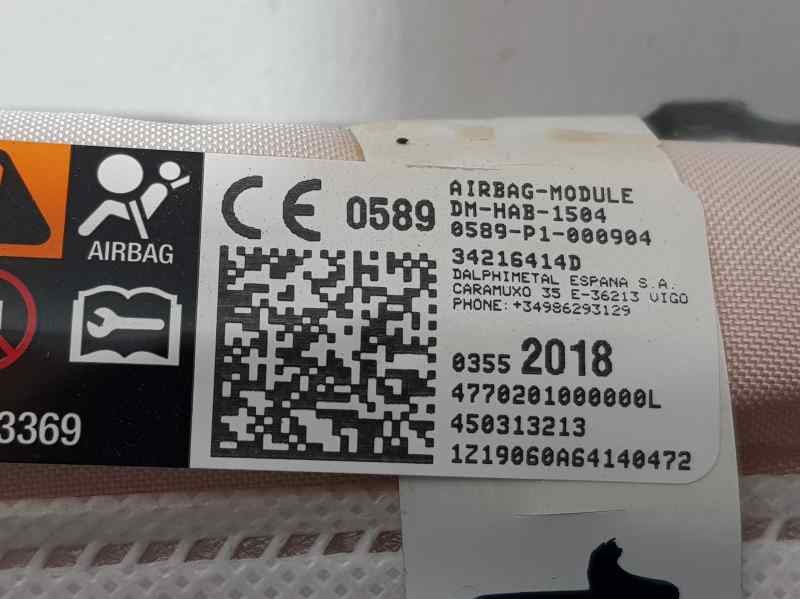 AIRBAG
3369
CE 0589
AIRBAG-MODULE
DM-HAB-1504
0589-P1-000904
34216414D
DALPHIMETAL ESPANA S.A.
CARAMUXO 35 E-36213 VIGO
PHONE: +34986293129
0355 2018
4770201000000L
450313213
1Z19060A64140472